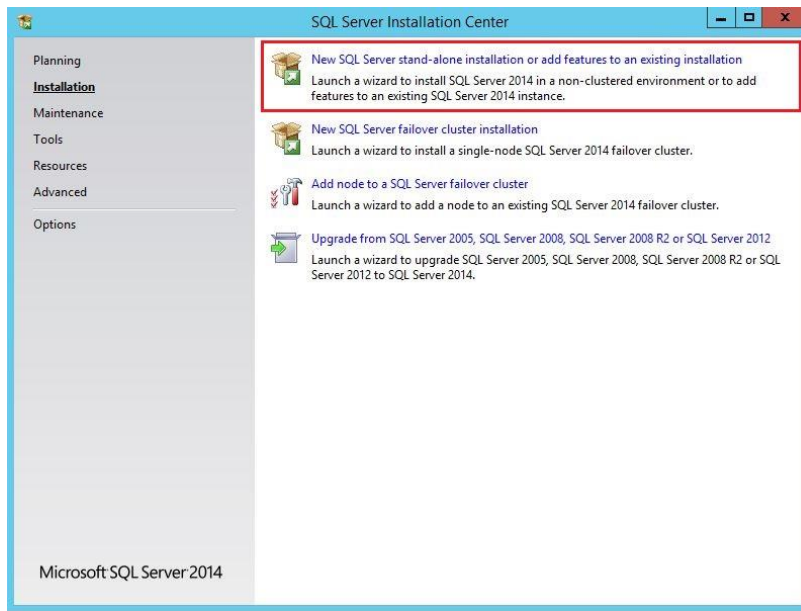 SQL Server Installation Center
Planning
Installation
Maintenance
Tools
Resources
Advanced
Options
New SQL Server stand-alone installation or add features to an existing installation
Launch a wizard to install SQL Server 2014 in a non-clustered environment or to add
features to an existing SQL Server 2014 instance.
New SQL Server failover cluster installation
Launch a wizard to install a single-node SQL Server 2014 failover cluster.
Add node to a SQL Server failover cluster
Launch a wizard to add a node to an existing SQL Server 2014 failover cluster.
Upgrade from SQL Server 2005, SQL Server 2008, SQL Server 2008 R2 or SQL Server 2012
Launch a wizard to upgrade SQL Server 2005, SQL Server 2008, SQL Server 2008 R2 or SQL
Server 2012 to SQL Server 2014.
Microsoft SQL Server 2014